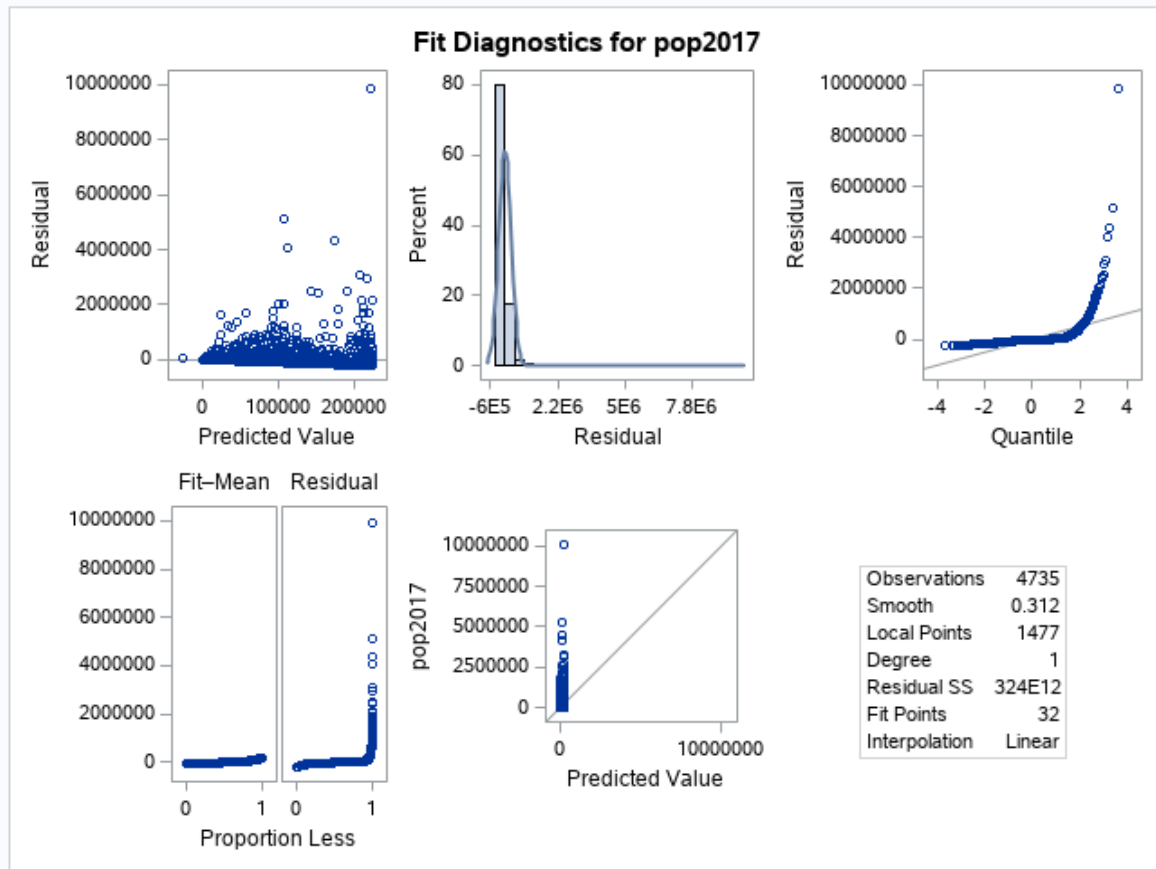 Fit Diagnostics for pop2017
10000000
8000000
6000000
4000000
2000000
0
Residual
0 100000 200000
Predicted Value
80
60
40
20
0
Percent
-6E5 2.2E6 5E6 7.8E6
Residual
10000000
8000000
6000000
4000000
2000000
0
Residual
-4 -2 0 2 4
Quantile
Fit–Mean Residual
10000000
8000000
6000000
4000000
2000000
0
0 1 0 1
Proportion Less
10000000
7500000
5000000
2500000
0
pop2017
0 10000000
Predicted Value
Observations 4735
Smooth 0.312
Local Points 1477
Degree 1
Residual SS 324E12
Fit Points 32
Interpolation Linear